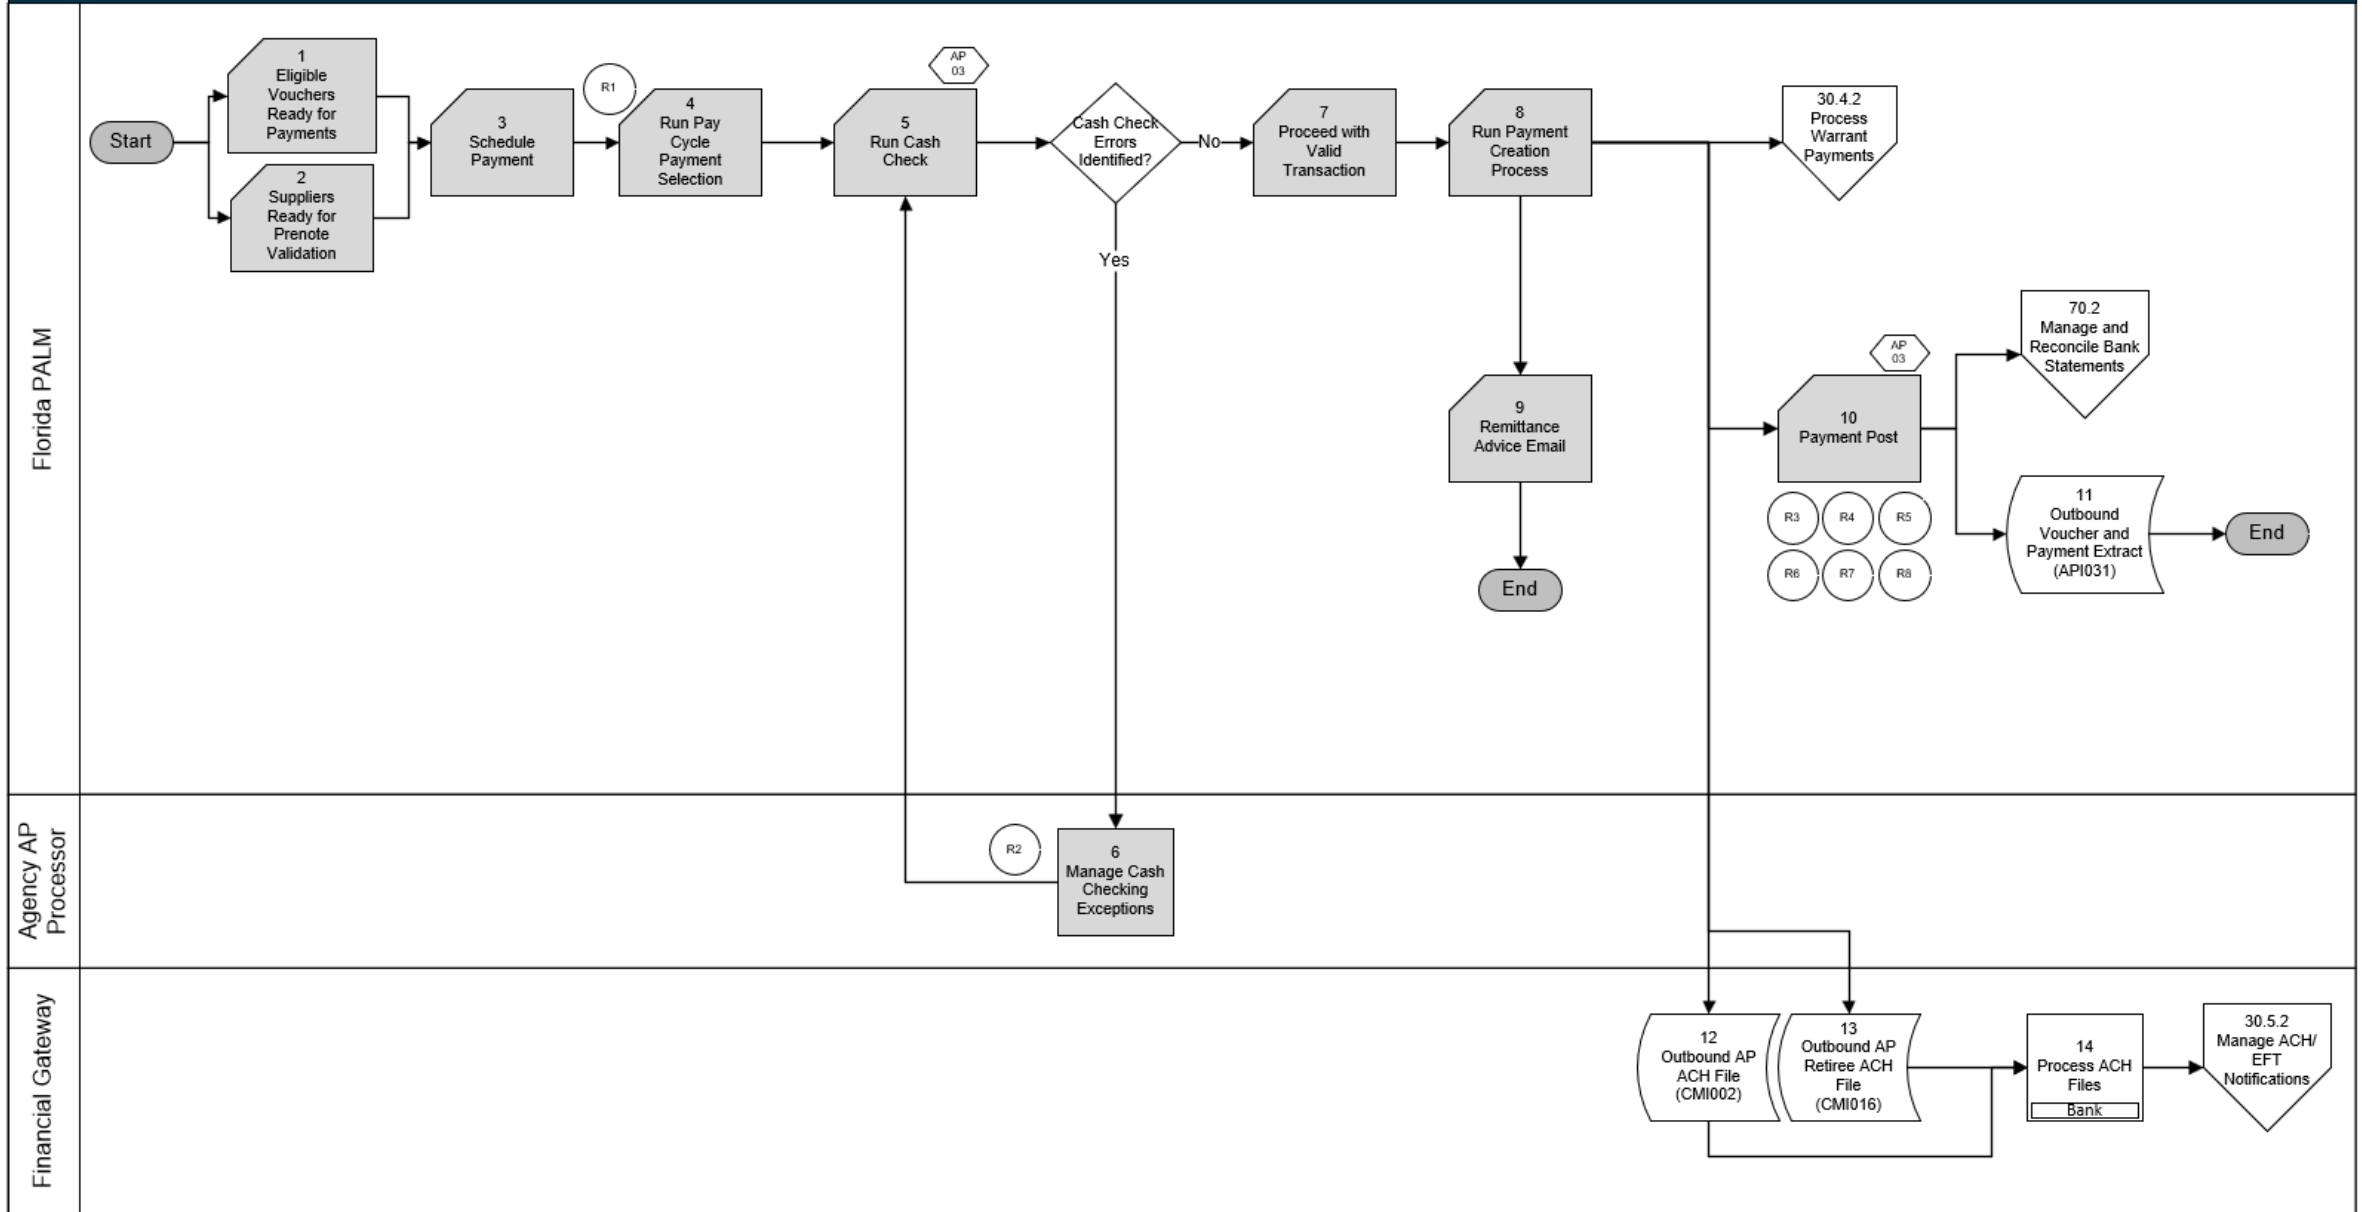 Florida PALM
Start
1
Eligible
Vouchers
Ready for
Payments
2
Suppliers
Ready for
Prenote
Validation
3
Schedule
Payment
R1
4
Run Pay
Cycle
Payment
Selection
AP
03
5
Run Cash
Check
Cash Check
Errors
Identified?
No
Yes
7
Proceed with
Valid
Transaction
8
Run Payment
Creation
Process
30.4.2
Process
Warrant
Payments
9
Remittance
Advice Email
End
AP
03
10
Payment Post
R3 R4 R5
R6 R7 R8
70.2
Manage and
Reconcile Bank
Statements
11
Outbound
Voucher and
Payment Extract
(API031)
End
Agency AP
Processor
R2
6
Manage Cash
Checking
Exceptions
Financial Gateway
12
Outbound AP
ACH File
(CMI002)
13
Outbound AP
Retiree ACH
File
(CMI016)
14
Process ACH
Files
Bank
30.5.2
Manage ACH/
EFT
Notifications